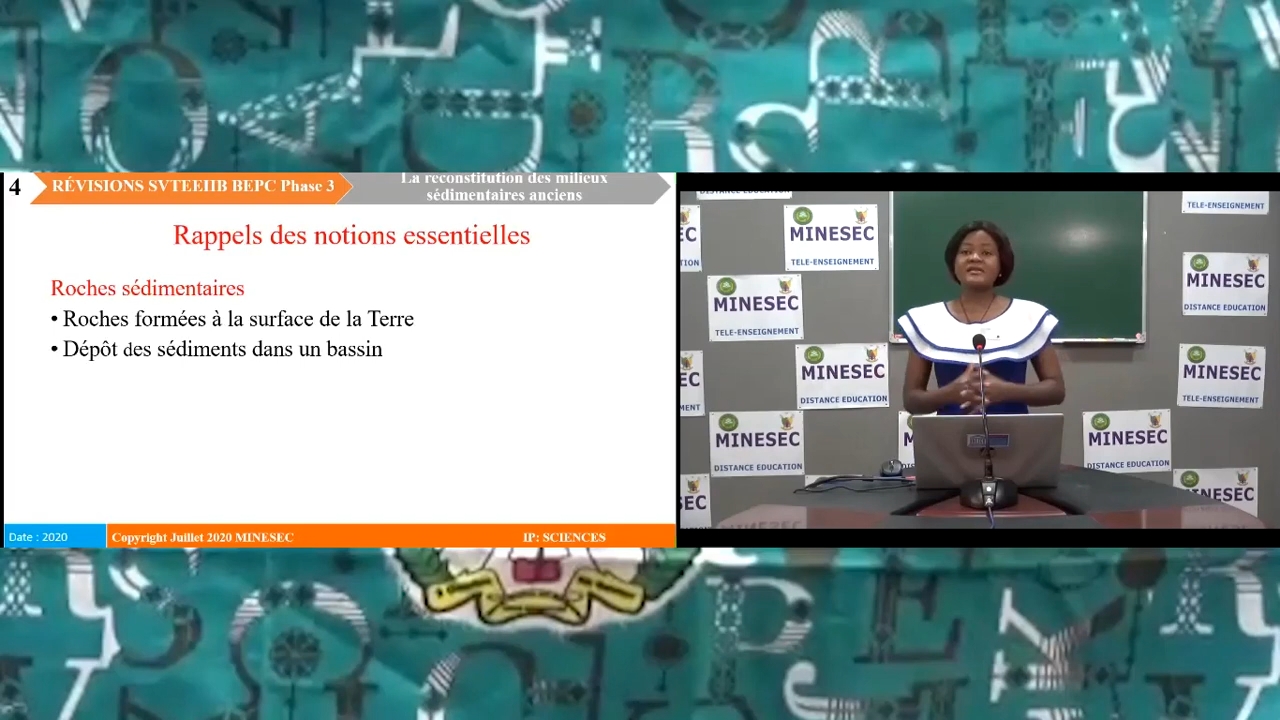 4
RÉVISIONS SVTEEHB BEPC Phase 3
La reconstitution des milieux
sédimentaires anciens
Rappels des notions essentielles
Roches sédimentaires
• Roches formées à la surface de la Terre
• Dépôt des sédiments dans un bassin
Date : 2020
Copyright Juillet 2020 MINESEC
IP: SCIENCES
DISTANCE EDUCATION
TELE-ENSEIGNEMENT
MINESEC
TELE-ENSEIGNEMENT
MINESEC
TELE-ENSEIGNEMENT
MINESEC
DISTANCE EDUCATION
MINESEC
DISTANCE EDUCATION
MINESEC
DISTANCE EDUCATION
MINESEC
TELE-ENSEIGNEMENT
MINESEC
DISTANCE EDUCATION